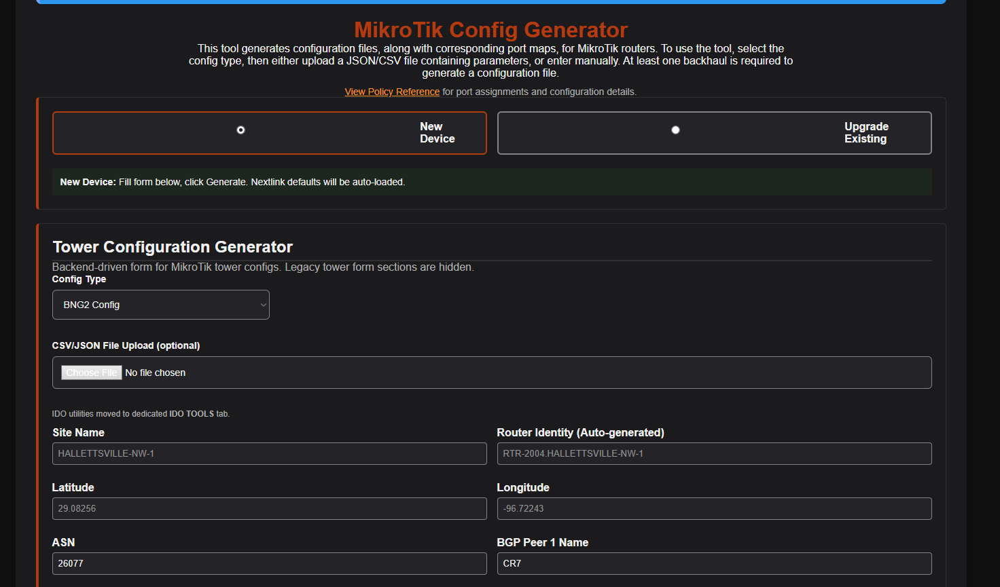 MikroTik Config Generator
This tool generates configuration files, along with corresponding port maps, for MikroTik routers. To use the tool, select the
config type, then either upload a JSON/CSV file containing parameters, or enter manually. At least one backhaul is required to
generate a configuration file.
View Policy Reference for port assignments and configuration details.
New
Device
Upgrade
Existing
New Device: Fill form below, click Generate. Nextlink defaults will be auto-loaded.
Tower Configuration Generator
Backend-driven form for MikroTik tower configs. Legacy tower form sections are hidden.
Config Type
BNG2 Config
CSV/JSON File Upload (optional)
Choose File No file chosen
IDO utilities moved to dedicated IDO TOOLS tab.
Site Name
Router Identity (Auto-generated)
HALLETTSVILLE-NW-1
RTR-2004.HALLETTSVILLE-NW-1
Latitude
Longitude
29.08256
-96.72243
ASN
BGP Peer 1 Name
26077
CR7